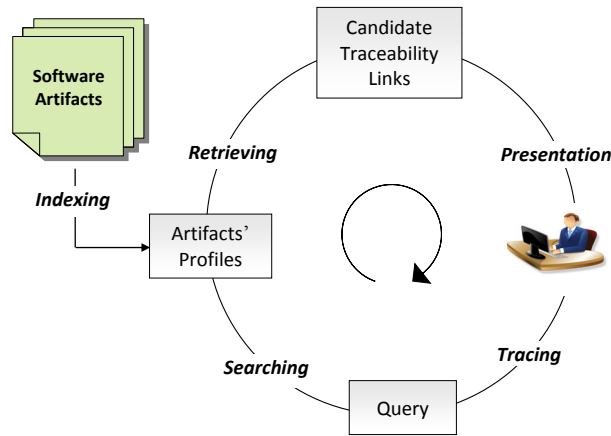 Candidate
Traceability
Links
Software
Artifacts
Retrieving
Presentation
Indexing
Artifacts’
Profiles
Searching
Tracing
Query